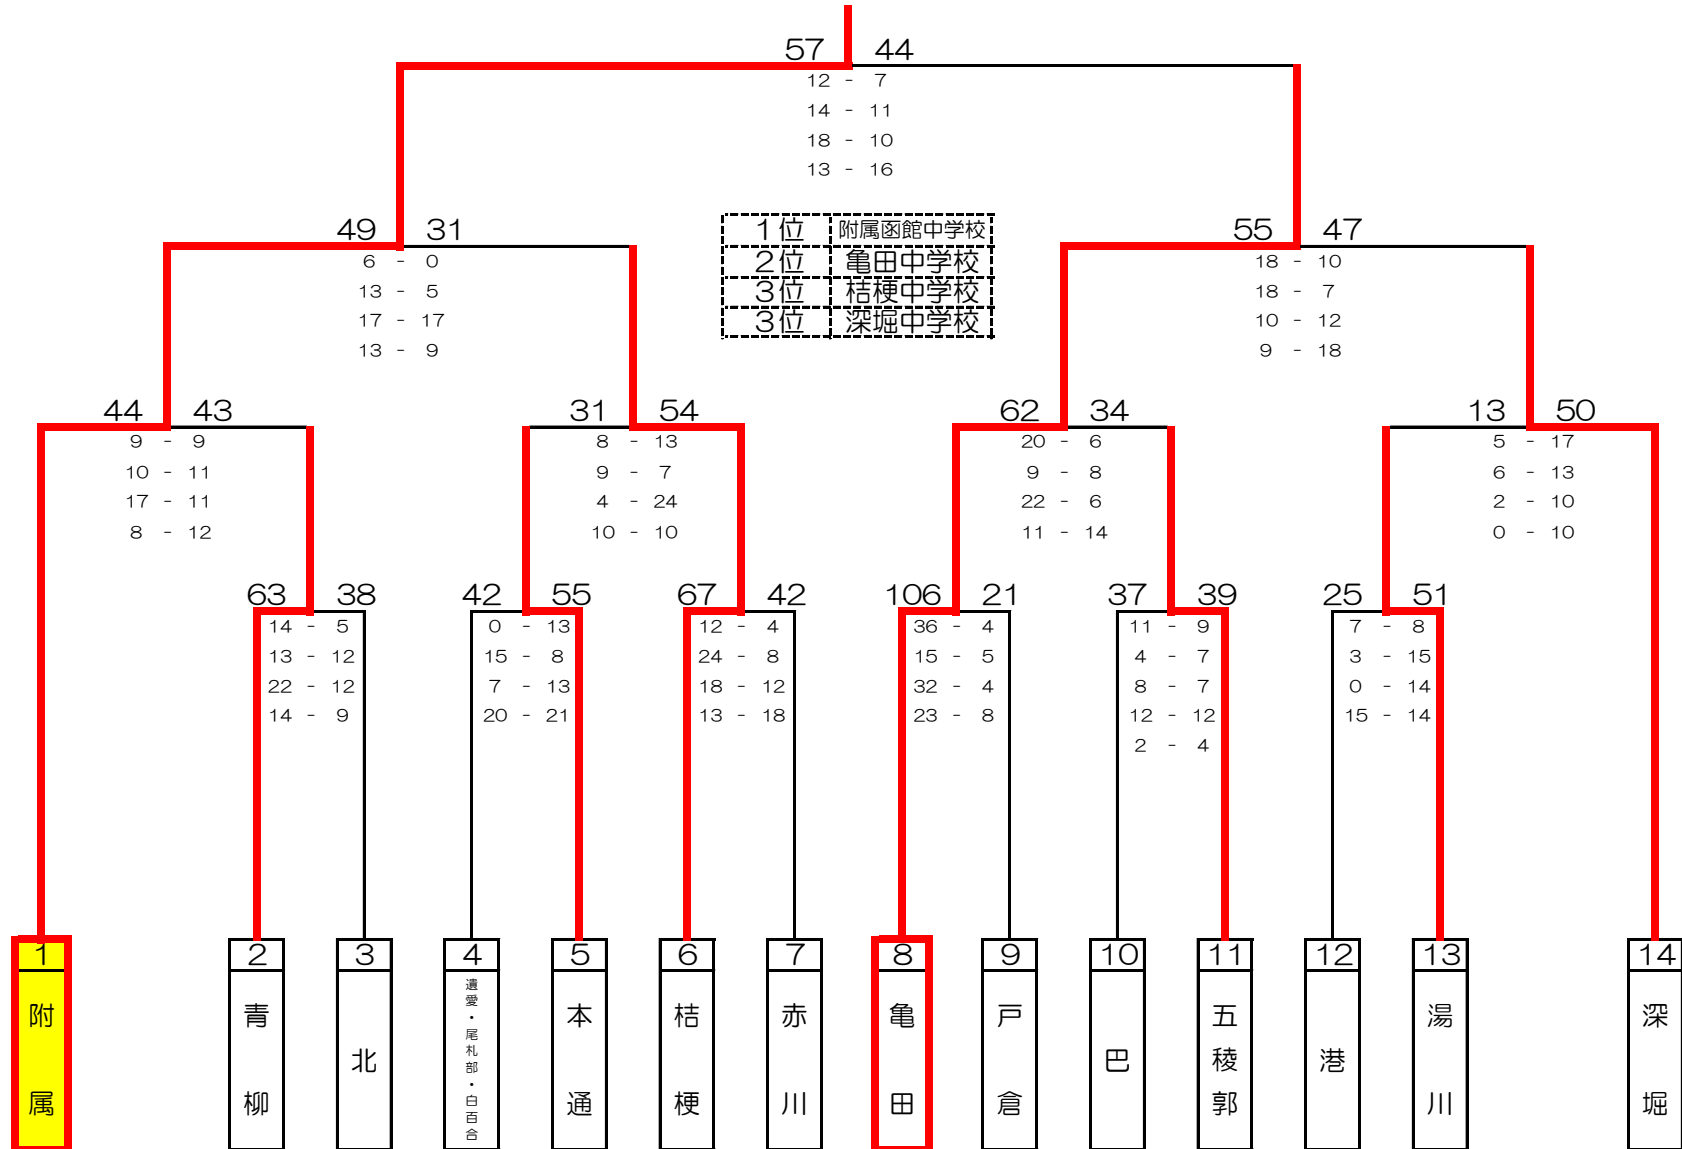 57 44
12 - 7
14 - 11
18 - 10
13 - 16
49 31
6 - 0
13 - 5
17 - 17
13 - 9
1位 附属函館中学校
2位 亀田中学校
3位 桔梗中学校
3位 深堀中学校
55 47
18 - 10
18 - 7
10 - 12
9 - 18
44 43
9 - 9
10 - 11
17 - 11
8 - 12
31 54
8 - 13
9 - 7
4 - 24
10 - 10
62 34
20 - 6
9 - 8
22 - 6
11 - 14
13 50
5 - 17
6 - 13
2 - 10
0 - 10
63 38
14 - 5
13 - 12
22 - 12
14 - 9
42 55
0 - 13
15 - 8
7 - 13
20 - 21
67 42
12 - 4
24 - 8
18 - 12
13 - 18
106 21
36 - 4
15 - 5
32 - 4
23 - 8
37 39
11 - 9
4 - 7
8 - 7
12 - 12
2 - 4
25 51
7 - 8
3 - 15
0 - 14
15 - 14
1
附属
2
青柳
3
北
4
遺愛・尾札部・白百合
5
本通
6
桔梗
7
赤川
8
亀田
9
戸倉
10
巴
11
五稜郭
12
港
13
湯川
14
深堀